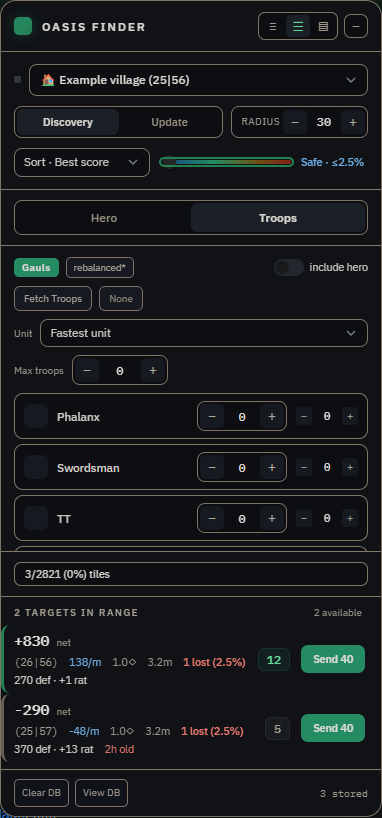 OASIS FINDER
Example village (25|56)
Discovery Update RADIUS − 30 +
Sort · Best score Safe · ≤2.5%
Hero Troops
Gauls rebalanced* include hero
Fetch Troops None
Unit Fastest unit
Max troops − 0 +
Phalanx − 0 + − 0 +
Swordsman − 0 + − 0 +
TT − 0 + − 0 +
3/2821 (0%) tiles
2 TARGETS IN RANGE 2 available
+830 net
(26|56) 138/m 1.0◇ 3.2m 1 lost (2.5%) 12 Send 40
270 def · +1 rat
-290 net
(25|57) -48/m 1.0◇ 3.2m 1 lost (2.5%) 5 Send 40
370 def · +13 rat 2h old
Clear DB View DB 3 stored